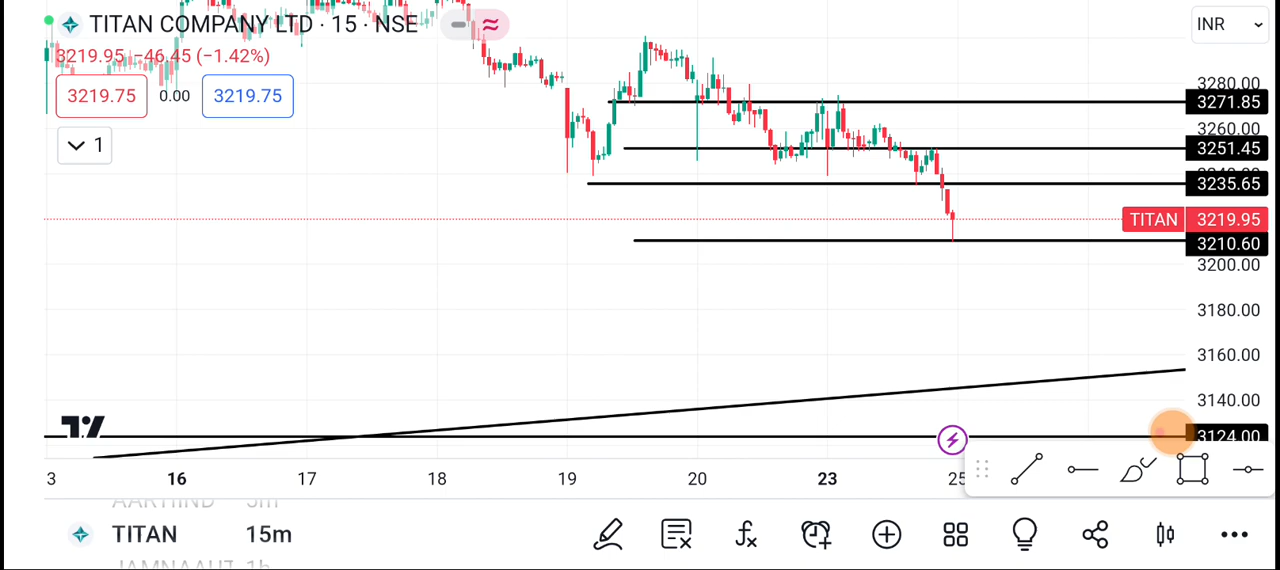 TITAN COMPANY LTD · 15 · NSE
INR
3219.95 −46.45 (−1.42%)
3219.75 0.00 3219.75
1
3280.00
3271.85
3260.00
3251.45
3235.65
TITAN 3219.95
3210.60
3200.00
3180.00
3160.00
3140.00
3124.00
3 16 17 18 19 20 23 25
TITAN 15m